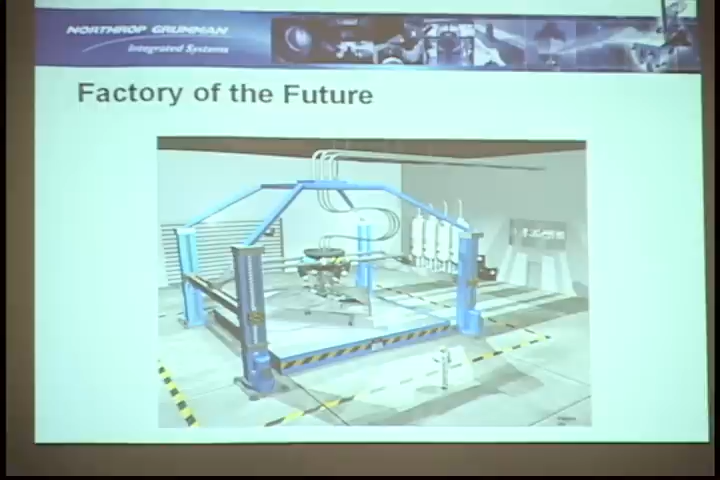 NORTHROP GRUMMAN
Integrated Systems
Factory of the Future